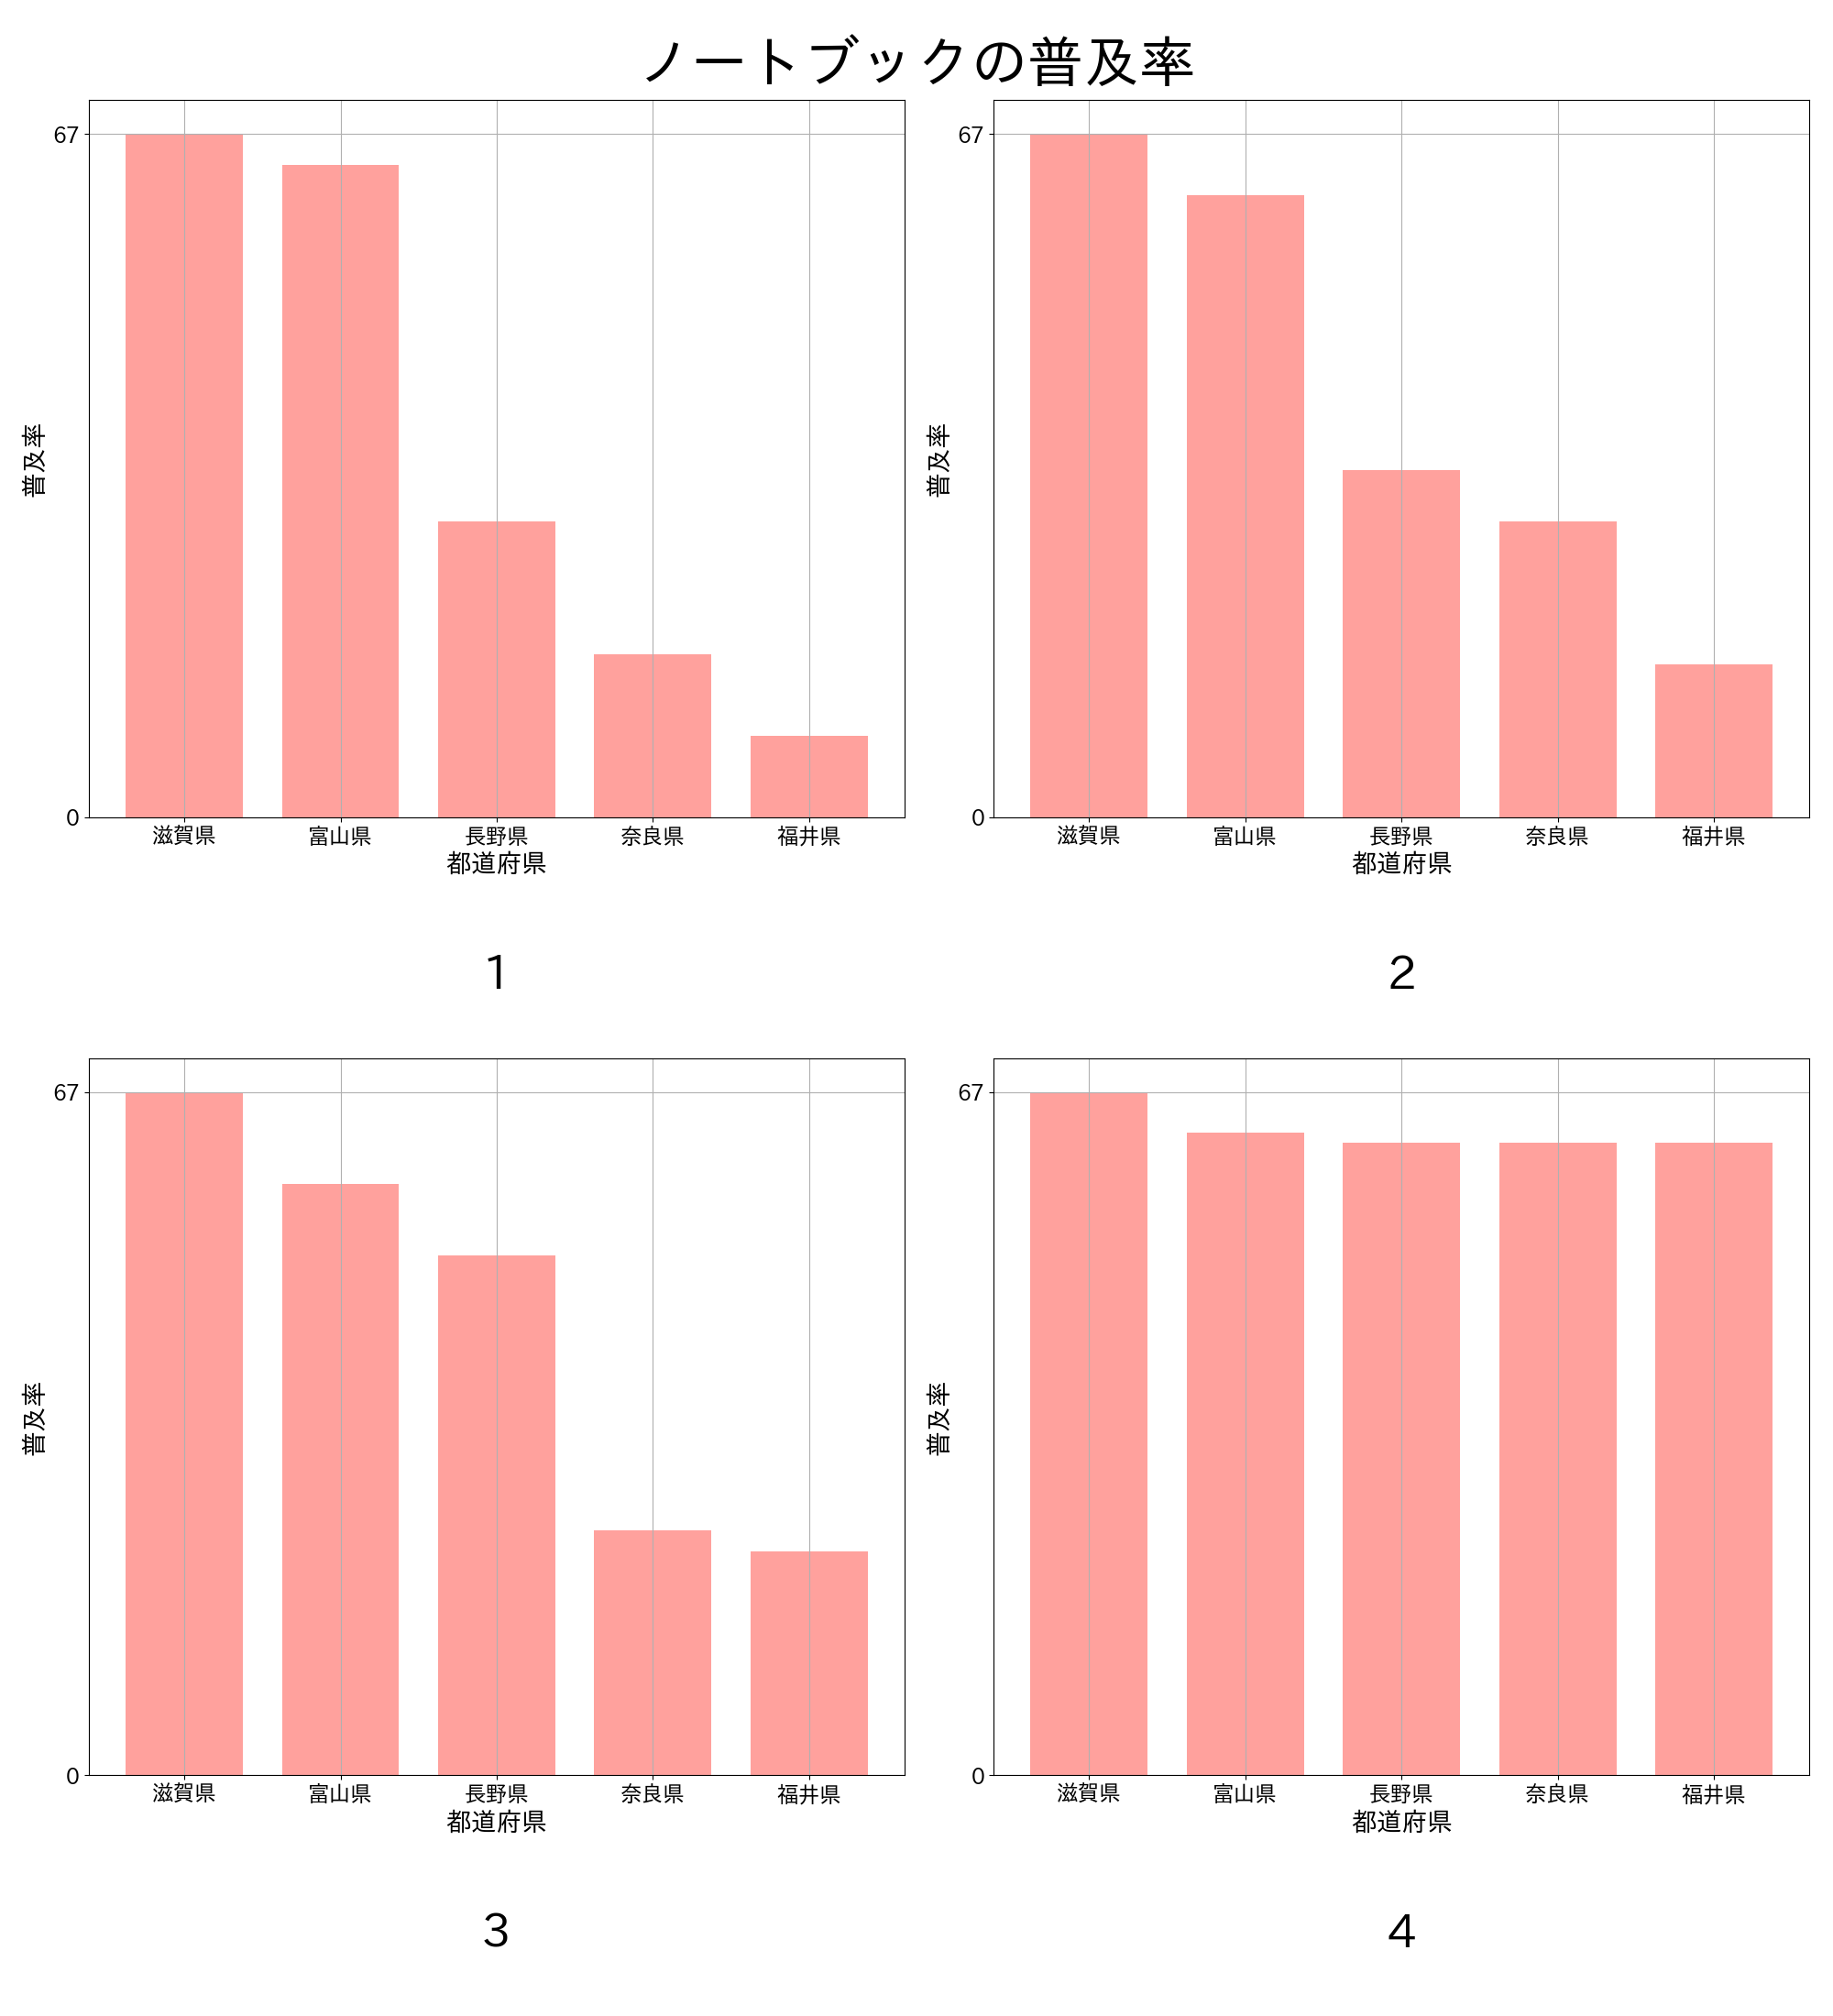 ノートブックの普及率
67
0
普及率
滋賀県 富山県 長野県 奈良県 福井県
都道府県
1
67
0
普及率
滋賀県 富山県 長野県 奈良県 福井県
都道府県
2
67
0
普及率
滋賀県 富山県 長野県 奈良県 福井県
都道府県
3
67
0
普及率
滋賀県 富山県 長野県 奈良県 福井県
都道府県
4